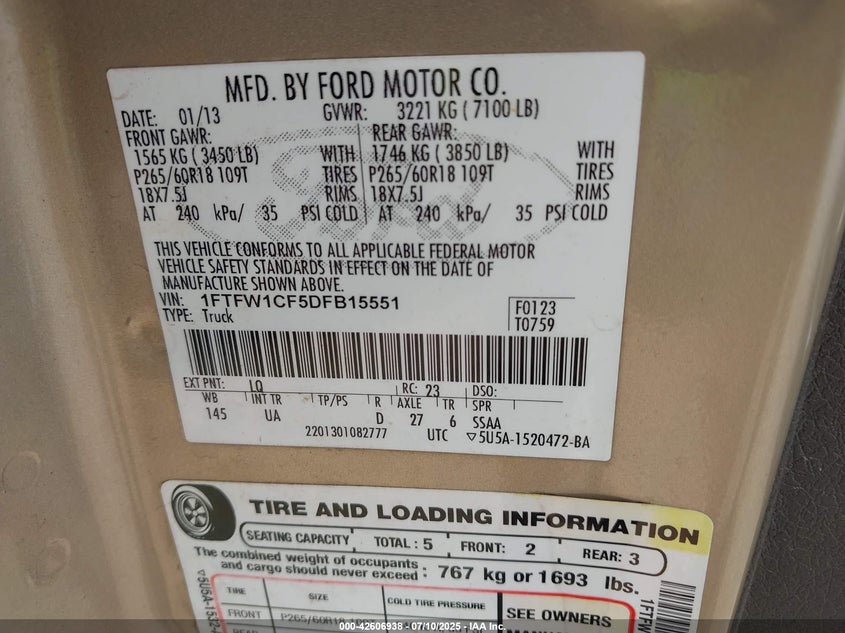 MFD. BY FORD MOTOR CO.
DATE: 01/13 GVWR: 3221 KG ( 7100 LB)
FRONT GAWR: REAR GAWR:
1565 KG ( 3450 LB) WITH 1746 KG ( 3850 LB) WITH
P265/60R18 109T TIRES P265/60R18 109T TIRES
18X7.5J RIMS 18X7.5J RIMS
AT 240 kPa/ 35 PSI COLD AT 240 kPa/ 35 PSI COLD
THIS VEHICLE CONFORMS TO ALL APPLICABLE FEDERAL MOTOR
VEHICLE SAFETY STANDARDS IN EFFECT ON THE DATE OF
MANUFACTURE SHOWN ABOVE.
VIN: 1FTFW1CF5DFB15551
TYPE: Truck
F0123
T0759
EXT PNT: LQ RC: 23 DSO:
WB INT TR TP/PS R AXLE TR SPR
145 UA D 27 6 SSAA
2201301082777 UTC ▽5U5A-1520472-BA
TIRE AND LOADING INFORMATION
SEATING CAPACITY TOTAL : 5 FRONT: 2 REAR: 3
The combined weight of occupants
and cargo should never exceed : 767 kg or 1693 lbs.
TIRE SIZE COLD TIRE PRESSURE SEE OWNERS
FRONT P265/60R18
000-42606938 - 07/10/2025 - IAA Inc.